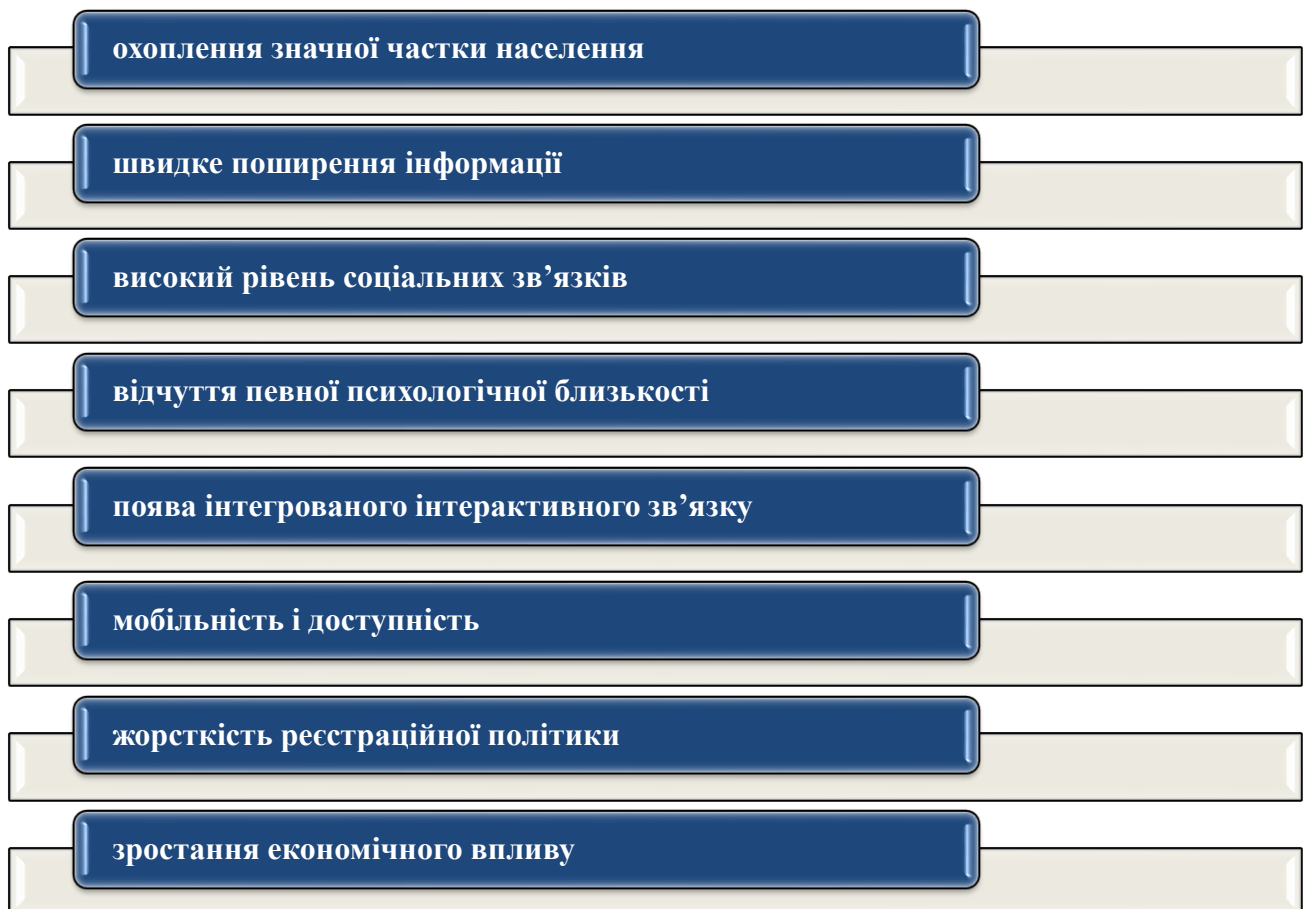 охоплення значної частки населення
швидке поширення інформації
високий рівень соціальних зв’язків
відчуття певної психологічної близькості
поява інтегрованого інтерактивного зв’язку
мобільність і доступність
жорсткість реєстраційної політики
зростання економічного впливу